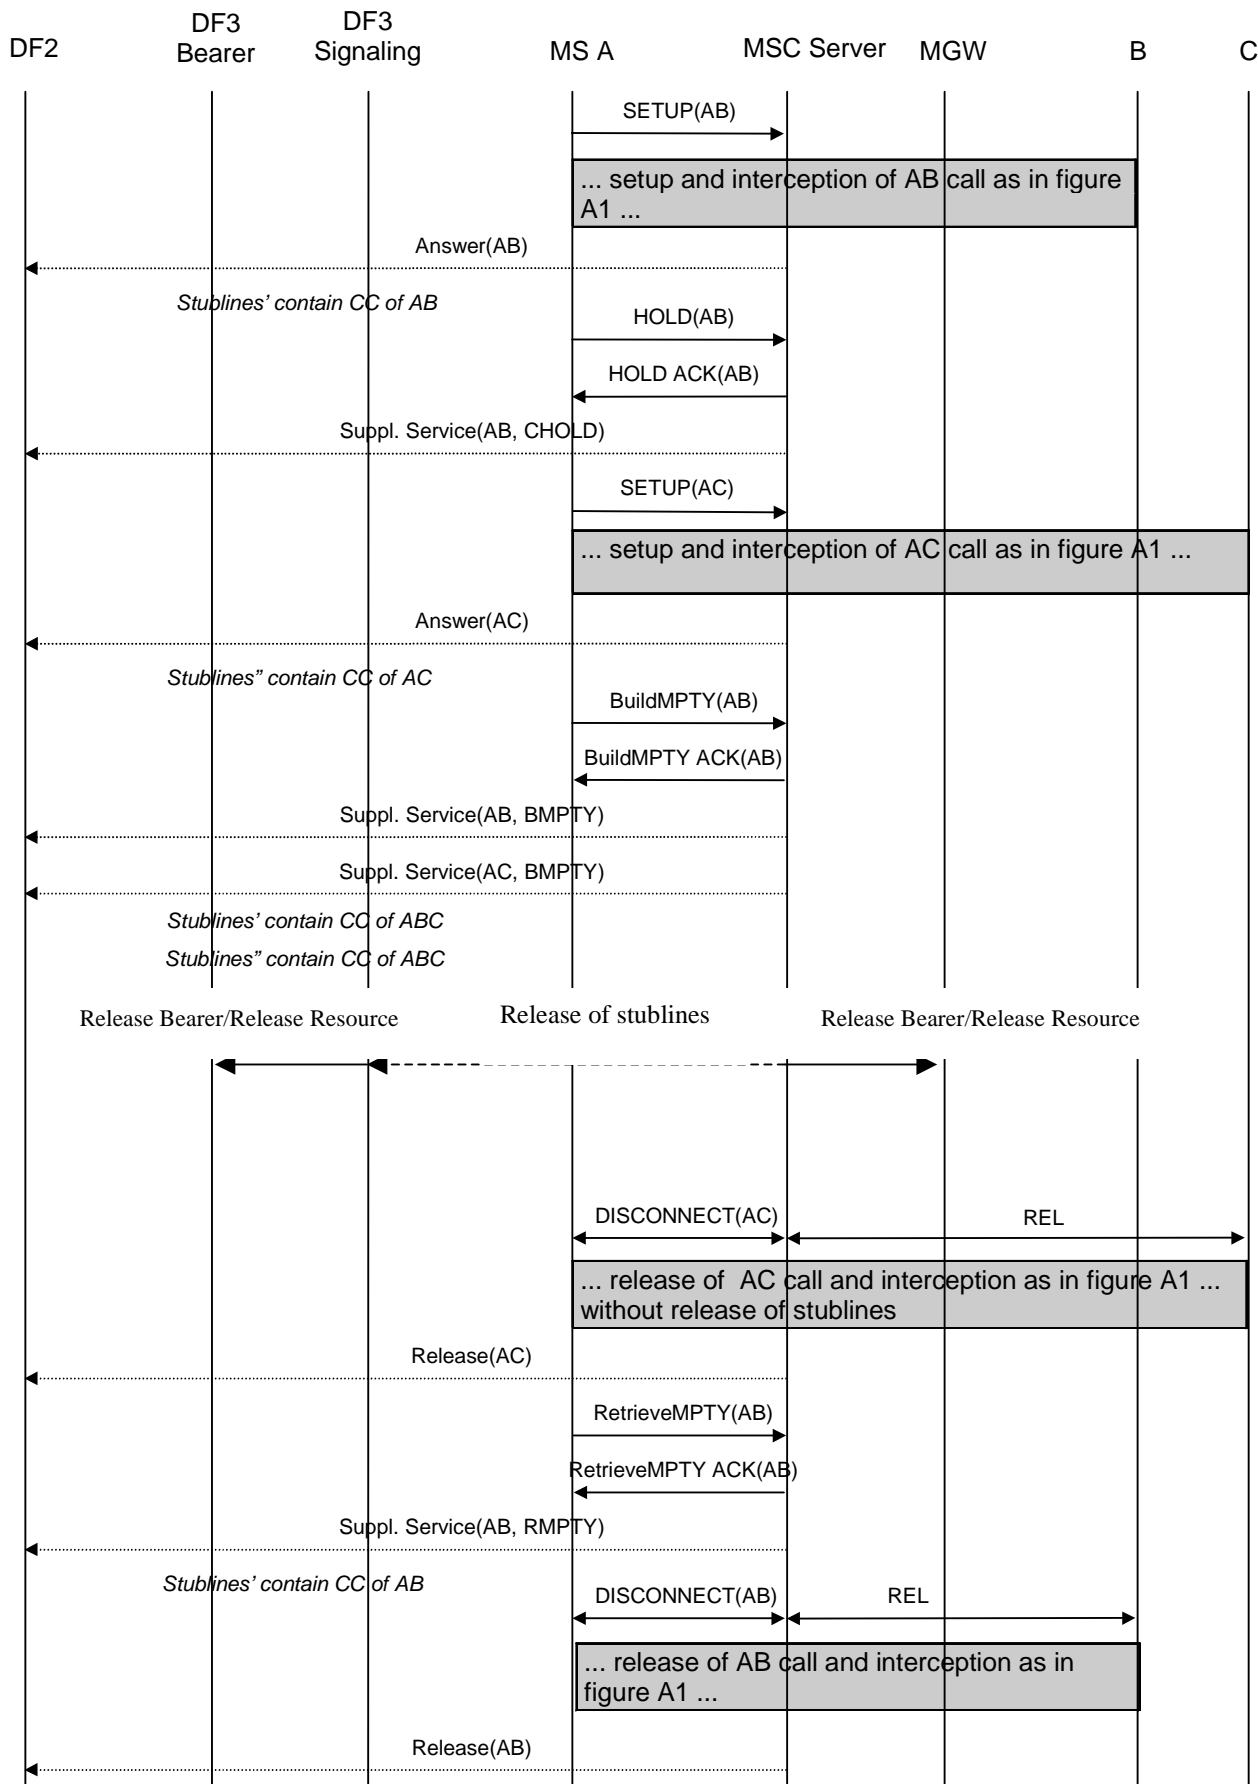 DF2
DF3
Bearer
DF3
Signaling
MS A
MSC Server
MGW
B
C
SETUP(AB)
... setup and interception of AB call as in figure
A1 ...
Answer(AB)
Stublines’ contain CC of AB
HOLD(AB)
HOLD ACK(AB)
Suppl. Service(AB, CHOLD)
SETUP(AC)
... setup and interception of AC call as in figure A1 ...
Answer(AC)
Stublines” contain CC of AC
BuildMPTY(AB)
BuildMPTY ACK(AB)
Suppl. Service(AB, BMPTY)
Suppl. Service(AC, BMPTY)
Stublines’ contain CC of ABC
Stublines” contain CC of ABC
Release Bearer/Release Resource
Release of stublines
Release Bearer/Release Resource
DISCONNECT(AC)
REL
... release of  AC call and interception as in figure A1 ...
without release of stublines
Release(AC)
RetrieveMPTY(AB)
RetrieveMPTY ACK(AB)
Suppl. Service(AB, RMPTY)
Stublines’ contain CC of AB
DISCONNECT(AB)
REL
... release of AB call and interception as in
figure A1 ...
Release(AB)